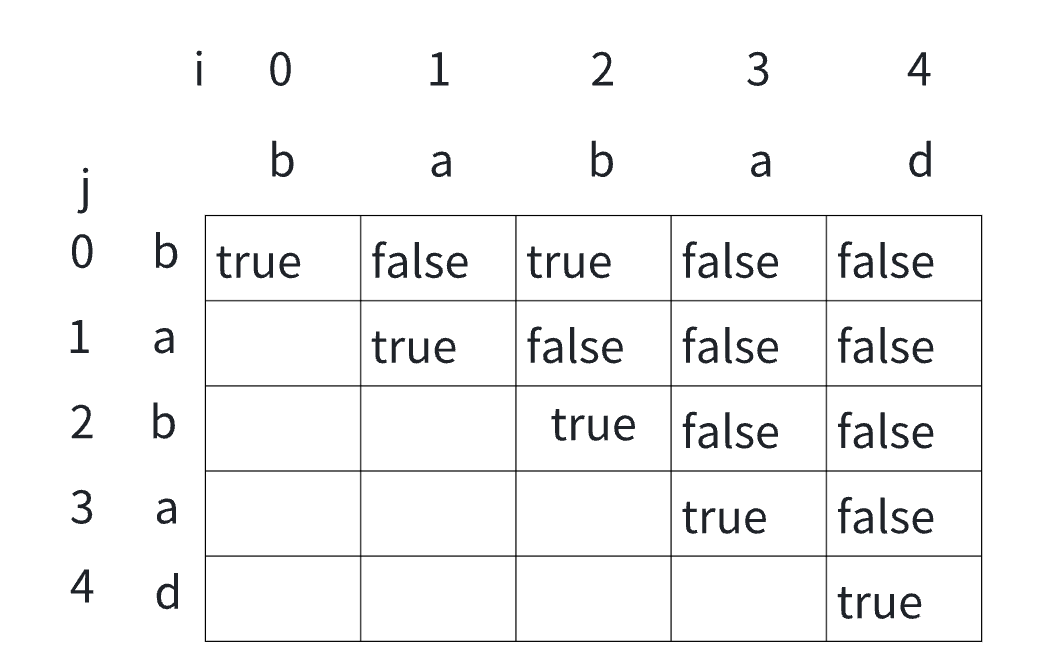 i 0 1 2 3 4
b a b a d
j
0 b true false true false false
1 a true false false false
2 b true false false
3 a true false
4 d true